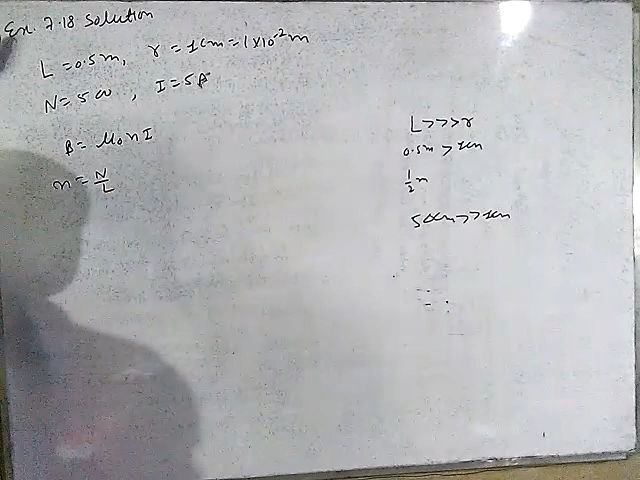 Ex. 7.18 Solution
L = 0.5m, r = 1cm = 1×10⁻²m
N = 500, I = 5A
B = μ₀nI
n = N/L
L>>>r
0.5m > 1cm
1/2 m
50cm >> 1cm